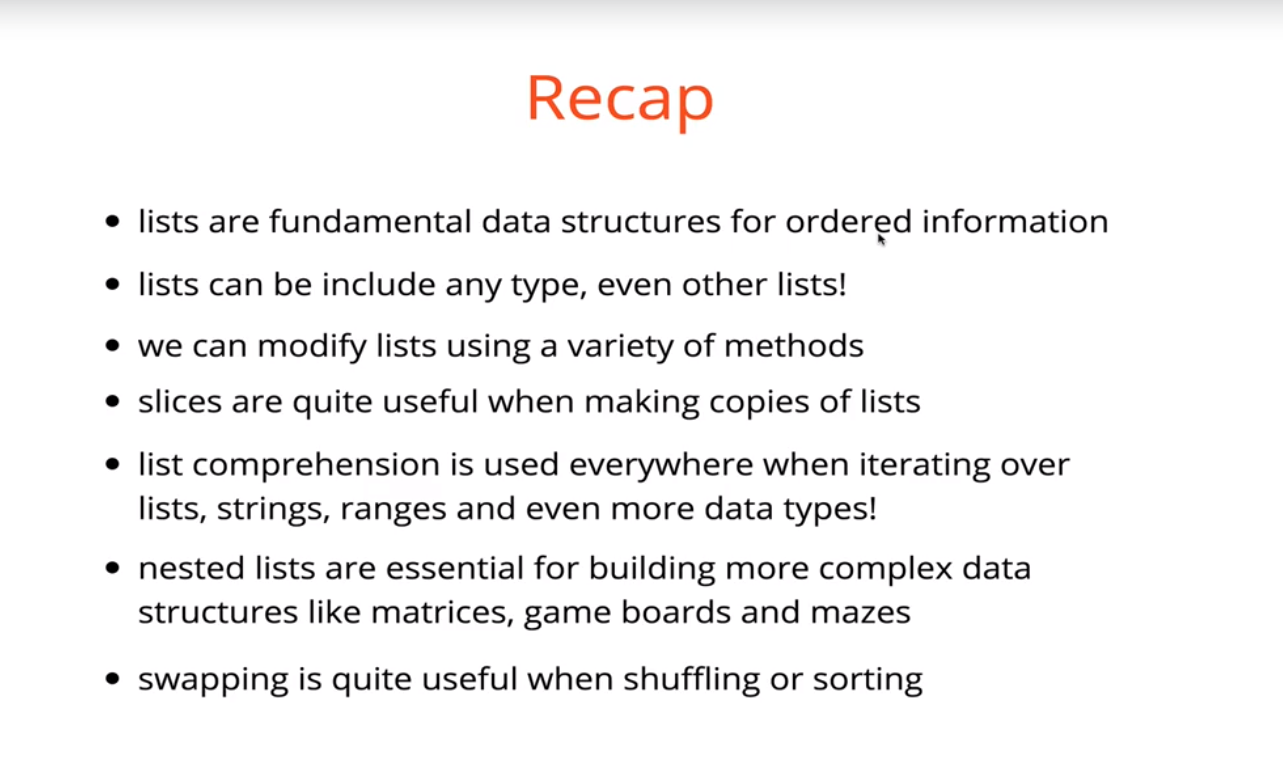 Recap
• lists are fundamental data structures for ordered information
• lists can be include any type, even other lists!
• we can modify lists using a variety of methods
• slices are quite useful when making copies of lists
• list comprehension is used everywhere when iterating over
lists, strings, ranges and even more data types!
• nested lists are essential for building more complex data
structures like matrices, game boards and mazes
• swapping is quite useful when shuffling or sorting